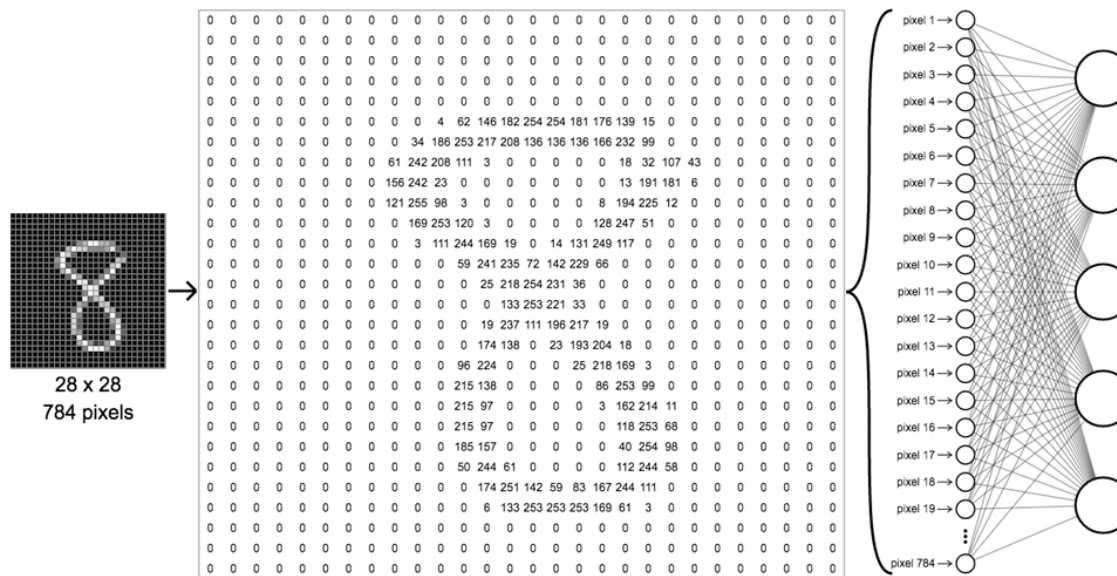 0 0 0 0 0 0 0 0 0 0 0 0 0 0 0 0 0 0 0 0 0 0 0 0 0 0 0 0
0 0 0 0 0 0 0 0 0 0 0 0 0 0 0 0 0 0 0 0 0 0 0 0 0 0 0 0
0 0 0 0 0 0 0 0 0 0 0 0 0 0 0 0 0 0 0 0 0 0 0 0 0 0 0 0
0 0 0 0 0 0 0 0 0 0 0 0 0 0 0 0 0 0 0 0 0 0 0 0 0 0 0 0
0 0 0 0 0 0 0 0 0 0 0 0 0 0 0 0 0 0 0 0 0 0 0 0 0 0 0 0
0 0 0 0 0 0 0 0 0 0 4 62 146 182 254 254 181 176 139 15 0 0 0 0 0 0 0 0
0 0 0 0 0 0 0 0 0 34 186 253 217 208 136 136 136 166 232 99 0 0 0 0 0 0 0 0
0 0 0 0 0 0 0 0 61 242 208 111 3 0 0 0 0 0 18 32 107 43 0 0 0 0 0 0
0 0 0 0 0 0 0 0 156 242 23 0 0 0 0 0 0 0 13 191 181 6 0 0 0 0 0 0
0 0 0 0 0 0 0 0 121 255 98 3 0 0 0 0 0 8 194 225 12 0 0 0 0 0 0 0
0 0 0 0 0 0 0 0 0 169 253 120 3 0 0 0 0 128 247 51 0 0 0 0 0 0 0 0
0 0 0 0 0 0 0 0 0 3 111 244 169 19 0 14 131 249 117 0 0 0 0 0 0 0 0 0
0 0 0 0 0 0 0 0 0 0 0 59 241 235 72 142 229 66 0 0 0 0 0 0 0 0 0 0
0 0 0 0 0 0 0 0 0 0 0 0 25 218 254 231 36 0 0 0 0 0 0 0 0 0 0 0
0 0 0 0 0 0 0 0 0 0 0 0 0 133 253 221 33 0 0 0 0 0 0 0 0 0 0 0
0 0 0 0 0 0 0 0 0 0 0 0 19 237 111 196 217 19 0 0 0 0 0 0 0 0 0 0
0 0 0 0 0 0 0 0 0 0 0 0 174 138 0 23 193 204 18 0 0 0 0 0 0 0 0 0
0 0 0 0 0 0 0 0 0 0 0 96 224 0 0 0 25 218 169 3 0 0 0 0 0 0 0 0
0 0 0 0 0 0 0 0 0 0 0 215 138 0 0 0 0 86 253 99 0 0 0 0 0 0 0 0
0 0 0 0 0 0 0 0 0 0 0 215 97 0 0 0 0 3 162 214 11 0 0 0 0 0 0 0
0 0 0 0 0 0 0 0 0 0 0 215 97 0 0 0 0 0 118 253 68 0 0 0 0 0 0 0
0 0 0 0 0 0 0 0 0 0 0 185 157 0 0 0 0 0 40 254 98 0 0 0 0 0 0 0
0 0 0 0 0 0 0 0 0 0 0 50 244 61 0 0 0 0 112 244 58 0 0 0 0 0 0 0
0 0 0 0 0 0 0 0 0 0 0 0 174 251 142 59 83 167 244 111 0 0 0 0 0 0 0 0
0 0 0 0 0 0 0 0 0 0 0 0 6 133 253 253 253 169 61 3 0 0 0 0 0 0 0 0
0 0 0 0 0 0 0 0 0 0 0 0 0 0 0 0 0 0 0 0 0 0 0 0 0 0 0 0
0 0 0 0 0 0 0 0 0 0 0 0 0 0 0 0 0 0 0 0 0 0 0 0 0 0 0 0
0 0 0 0 0 0 0 0 0 0 0 0 0 0 0 0 0 0 0 0 0 0 0 0 0 0 0 0
28 x 28
784 pixels
pixel 1
pixel 2
pixel 3
pixel 4
pixel 5
pixel 6
pixel 7
pixel 8
pixel 9
pixel 10
pixel 11
pixel 12
pixel 13
pixel 14
pixel 15
pixel 16
pixel 17
pixel 18
pixel 19
pixel 784